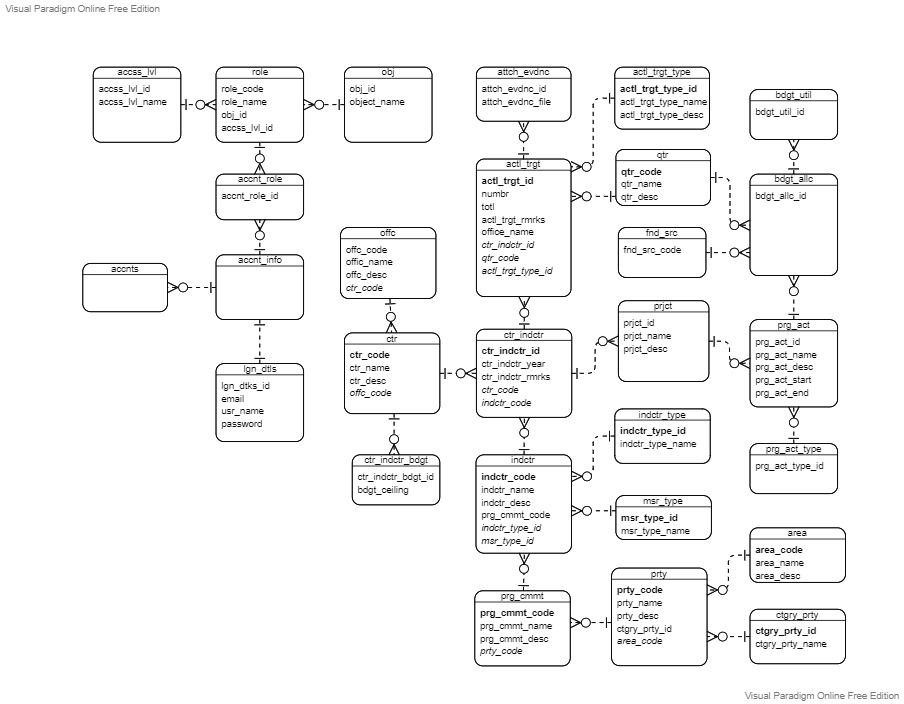 Visual Paradigm Online Free Edition
accss_lvl
accss_lvl_id
accss_lvl_name
role
role_code
role_name
obj_id
accss_lvl_id
obj
obj_id
object_name
accnt_role
accnt_role_id
accnts
accnt_info
lgn_dtls
lgn_dtks_id
email
usr_name
password
offc
offc_code
offic_name
offc_desc
ctr_code
ctr
ctr_code
ctr_name
ctr_desc
offc_code
ctr_indctr_bdgt
ctr_indctr_bdgt_id
bdgt_ceiling
attch_evdnc
attch_evdnc_id
attch_evdnc_file
actl_trgt
actl_trgt_id
numbr
totl
actl_trgt_rmrks
office_name
ctr_indctr_id
qtr_code
actl_trgt_type_id
ctr_indctr
ctr_indctr_id
ctr_indctr_year
ctr_indctr_rmrks
ctr_code
indctr_code
indctr
indctr_code
indctr_name
indctr_desc
prg_cmmt_code
indctr_type_id
msr_type_id
prg_cmmt
prg_cmmt_code
prg_cmmt_name
prg_cmmt_desc
prty_code
actl_trgt_type
actl_trgt_type_id
actl_trgt_type_name
actl_trgt_type_desc
qtr
qtr_code
qtr_name
qtr_desc
fnd_src
fnd_src_code
prjct
prjct_id
prjct_name
prjct_desc
indctr_type
indctr_type_id
indctr_type_name
msr_type
msr_type_id
msr_type_name
prty
prty_code
prty_name
prty_desc
ctgry_prty_id
area_code
bdgt_util
bdgt_util_id
bdgt_allc
bdgt_allc_id
prg_act
prg_act_id
prg_act_name
prg_act_desc
prg_act_start
prg_act_end
prg_act_type
prg_act_type_id
area
area_code
area_name
area_desc
ctgry_prty
ctgry_prty_id
ctgry_prty_name
Visual Paradigm Online Free Edition